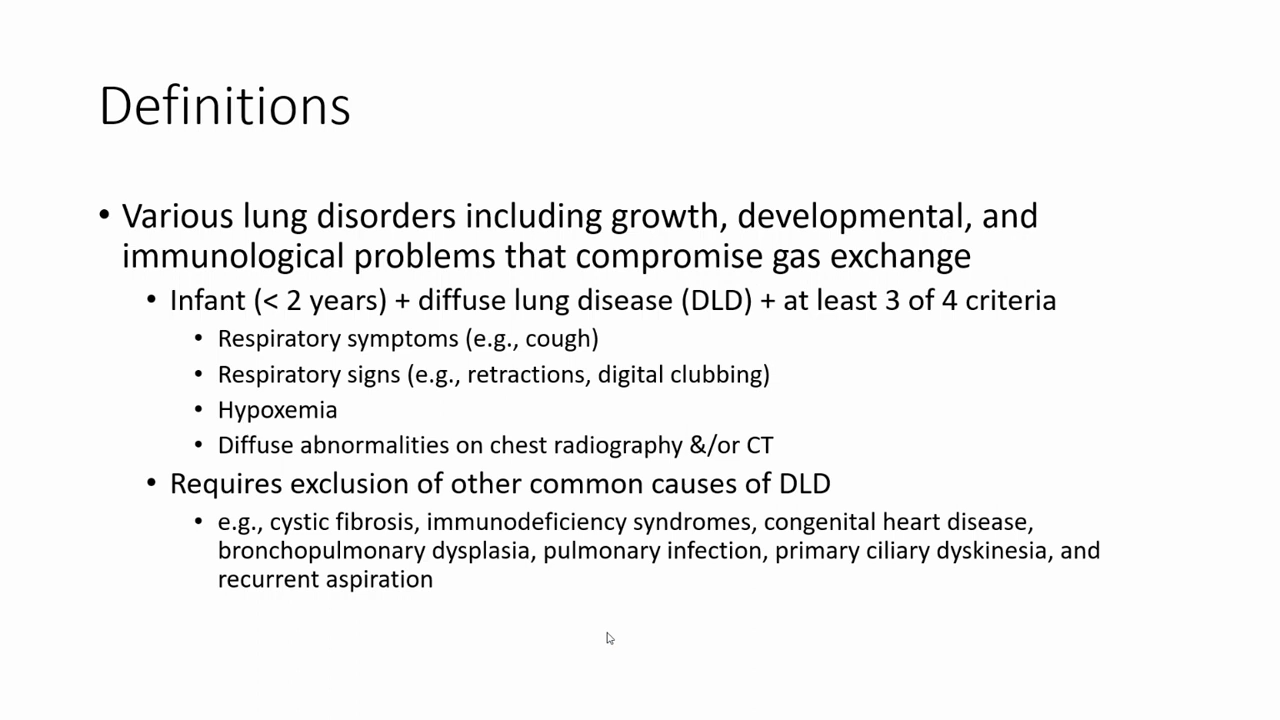 Definitions
• Various lung disorders including growth, developmental, and
immunological problems that compromise gas exchange
• Infant (< 2 years) + diffuse lung disease (DLD) + at least 3 of 4 criteria
• Respiratory symptoms (e.g., cough)
• Respiratory signs (e.g., retractions, digital clubbing)
• Hypoxemia
• Diffuse abnormalities on chest radiography &/or CT
• Requires exclusion of other common causes of DLD
• e.g., cystic fibrosis, immunodeficiency syndromes, congenital heart disease,
bronchopulmonary dysplasia, pulmonary infection, primary ciliary dyskinesia, and
recurrent aspiration